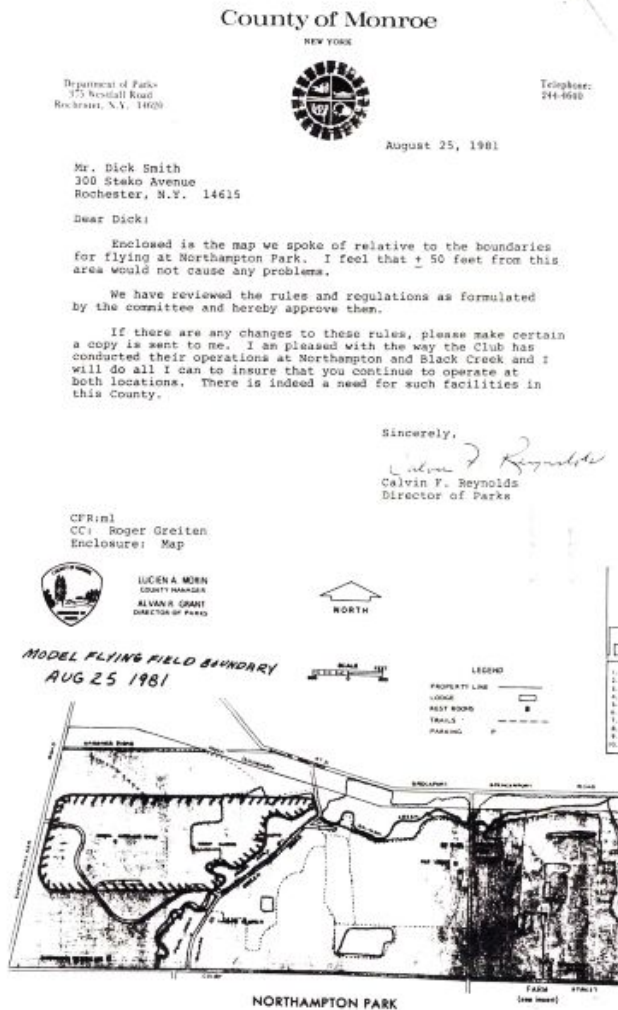 County of Monroe
NEW YORK
Department of Parks
375 Westfall Road
Rochester, N.Y. 14620
Telephone:
244-4640
August 25, 1981
Mr. Dick Smith
300 Steko Avenue
Rochester, N.Y. 14615
Dear Dick:
Enclosed is the map we spoke of relative to the boundaries
for flying at Northampton Park. I feel that ± 50 feet from this
area would not cause any problems.
We have reviewed the rules and regulations as formulated
by the committee and hereby approve them.
If there are any changes to these rules, please make certain
a copy is sent to me. I am pleased with the way the Club has
conducted their operations at Northampton and Black Creek and I
will do all I can to insure that you continue to operate at
both locations. There is indeed a need for such facilities in
this County.
Sincerely,
Calvin F Reynolds
Calvin F. Reynolds
Director of Parks
CFR:ml
CC: Roger Greiten
Enclosure: Map
LUCIEN A. MORIN
COUNTY MANAGER
ALVAN R. GRANT
DIRECTOR OF PARKS
NORTH
MODEL FLYING FIELD BOUNDARY
AUG 25 1981
SCALE
LEGEND
PROPERTY LINE
LODGE
REST ROOMS
TRAILS
PARKING P
ROAD
FARM
NORTHAMPTON PARK